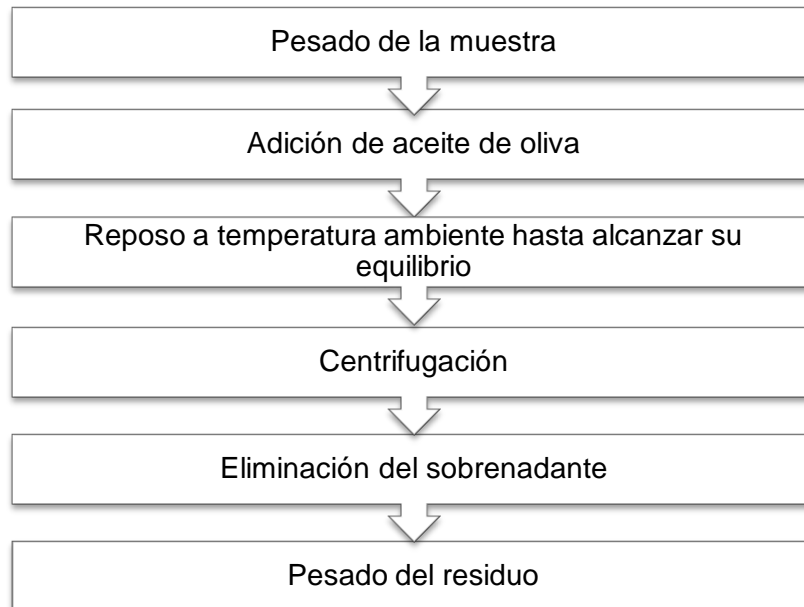 Pesado de la muestra
Adición de aceite de oliva
Reposo a temperatura ambiente hasta alcanzar su
equilibrio
Centrifugación
Eliminación del sobrenadante
Pesado del residuo